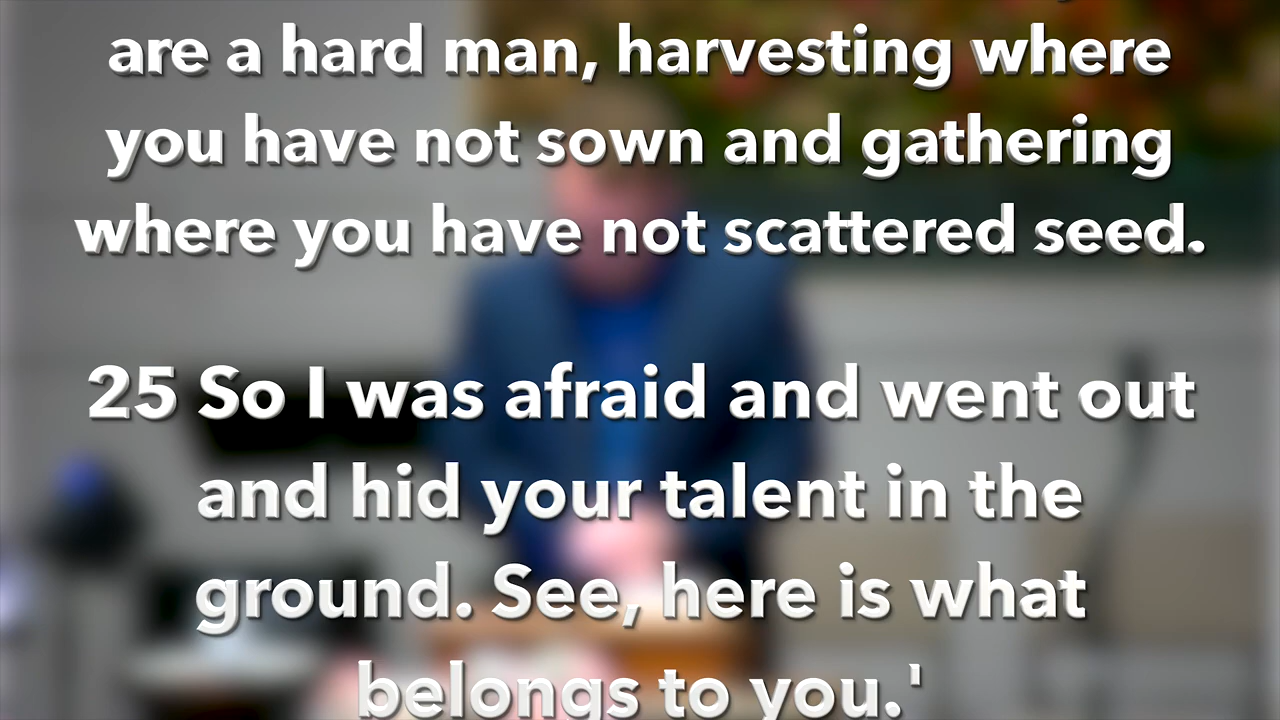 are a hard man, harvesting where
you have not sown and gathering
where you have not scattered seed.
25 So I was afraid and went out
and hid your talent in the
ground. See, here is what
belongs to you.'